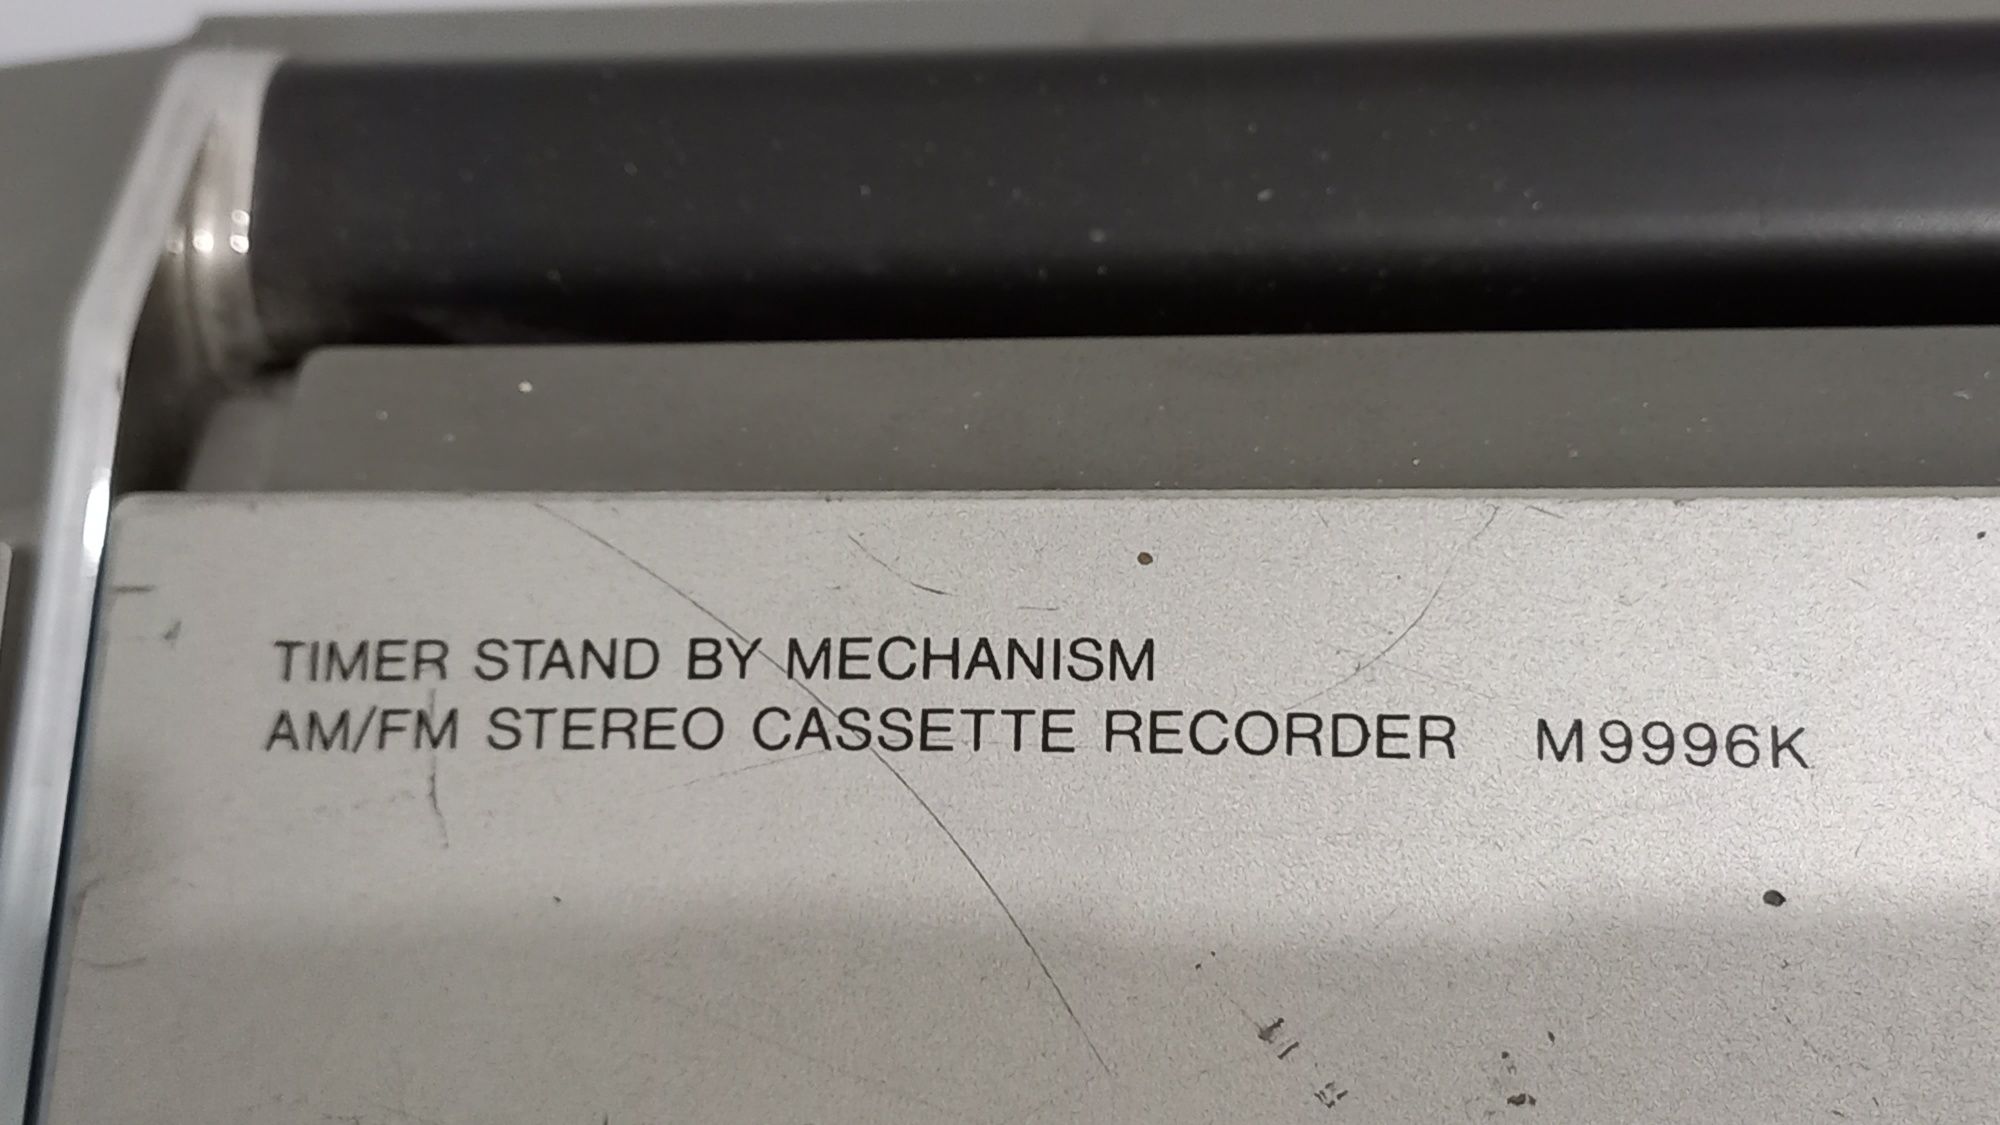 TIMER STAND BY MECHANISM
AM/FM STEREO CASSETTE RECORDER M9996K